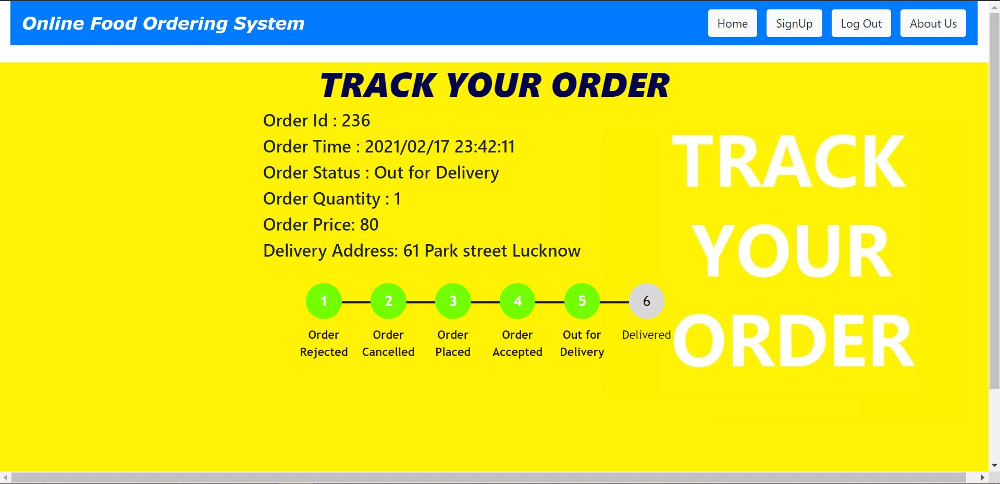 Online Food Ordering System
Home SignUp Log Out About Us
TRACK YOUR ORDER
Order Id : 236
Order Time : 2021/02/17 23:42:11
Order Status : Out for Delivery
Order Quantity : 1
Order Price: 80
Delivery Address: 61 Park street Lucknow
TRACK
YOUR
ORDER
1 2 3 4 5 6
Order Rejected
Order Cancelled
Order Placed
Order Accepted
Out for Delivery
Delivered